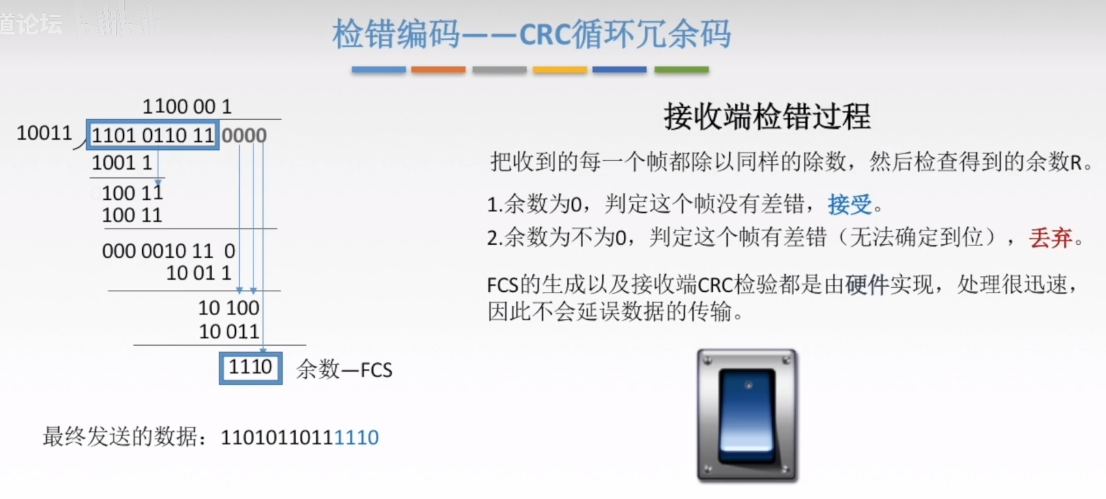 道论坛
检错编码——CRC循环冗余码
1100 00 1
10011
1101 0110 11 0000
1001 1
100 11
100 11
000 0010 11 0
10 01 1
10 100
10 011
1110
余数—FCS
最终发送的数据：11010110111110
接收端检错过程
把收到的每一个帧都除以同样的除数，然后检查得到的余数R。
1.余数为0，判定这个帧没有差错，接受。
2.余数为不为0，判定这个帧有差错（无法确定到位），丢弃。
FCS的生成以及接收端CRC检验都是由硬件实现，处理很迅速，
因此不会延误数据的传输。